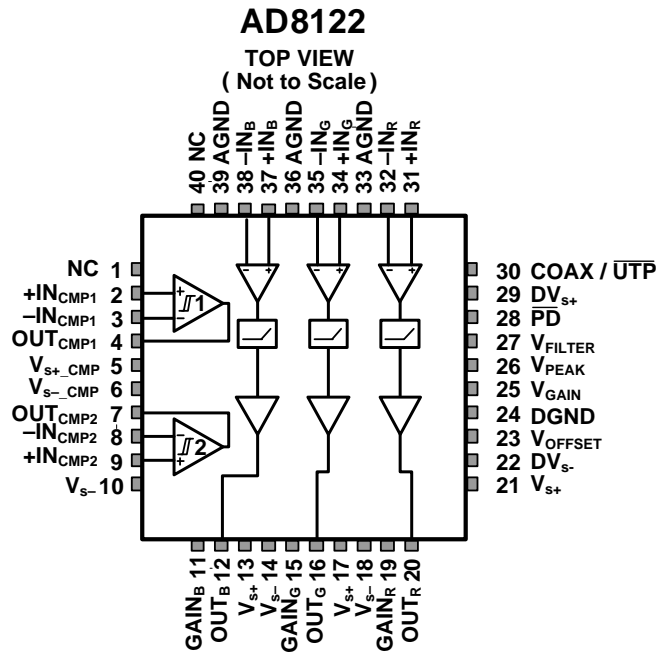 AD8122
TOP VIEW
( Not to Scale )
40 NC
39 AGND
38 –INB
37 +INB
36 AGND
35 –ING
34 +ING
33 AGND
32 –INR
31 +INR
NC 1
+INCMP1 2
–INCMP1 3
OUTCMP1 4
Vs+_CMP 5
Vs–_CMP 6
OUTCMP2 7
–INCMP2 8
+INCMP2 9
Vs– 10
+
–
1
–
+
2
– +
– +
– +
30 COAX / U̅T̅P̅
29 DVs+
28 P̅D̅
27 VFILTER
26 VPEAK
25 VGAIN
24 DGND
23 VOFFSET
22 DVs-
21 Vs+
GAINB 11
OUTB 12
Vs+ 13
Vs– 14
GAING 15
OUTG 16
Vs+ 17
Vs– 18
GAINR 19
OUTR 20